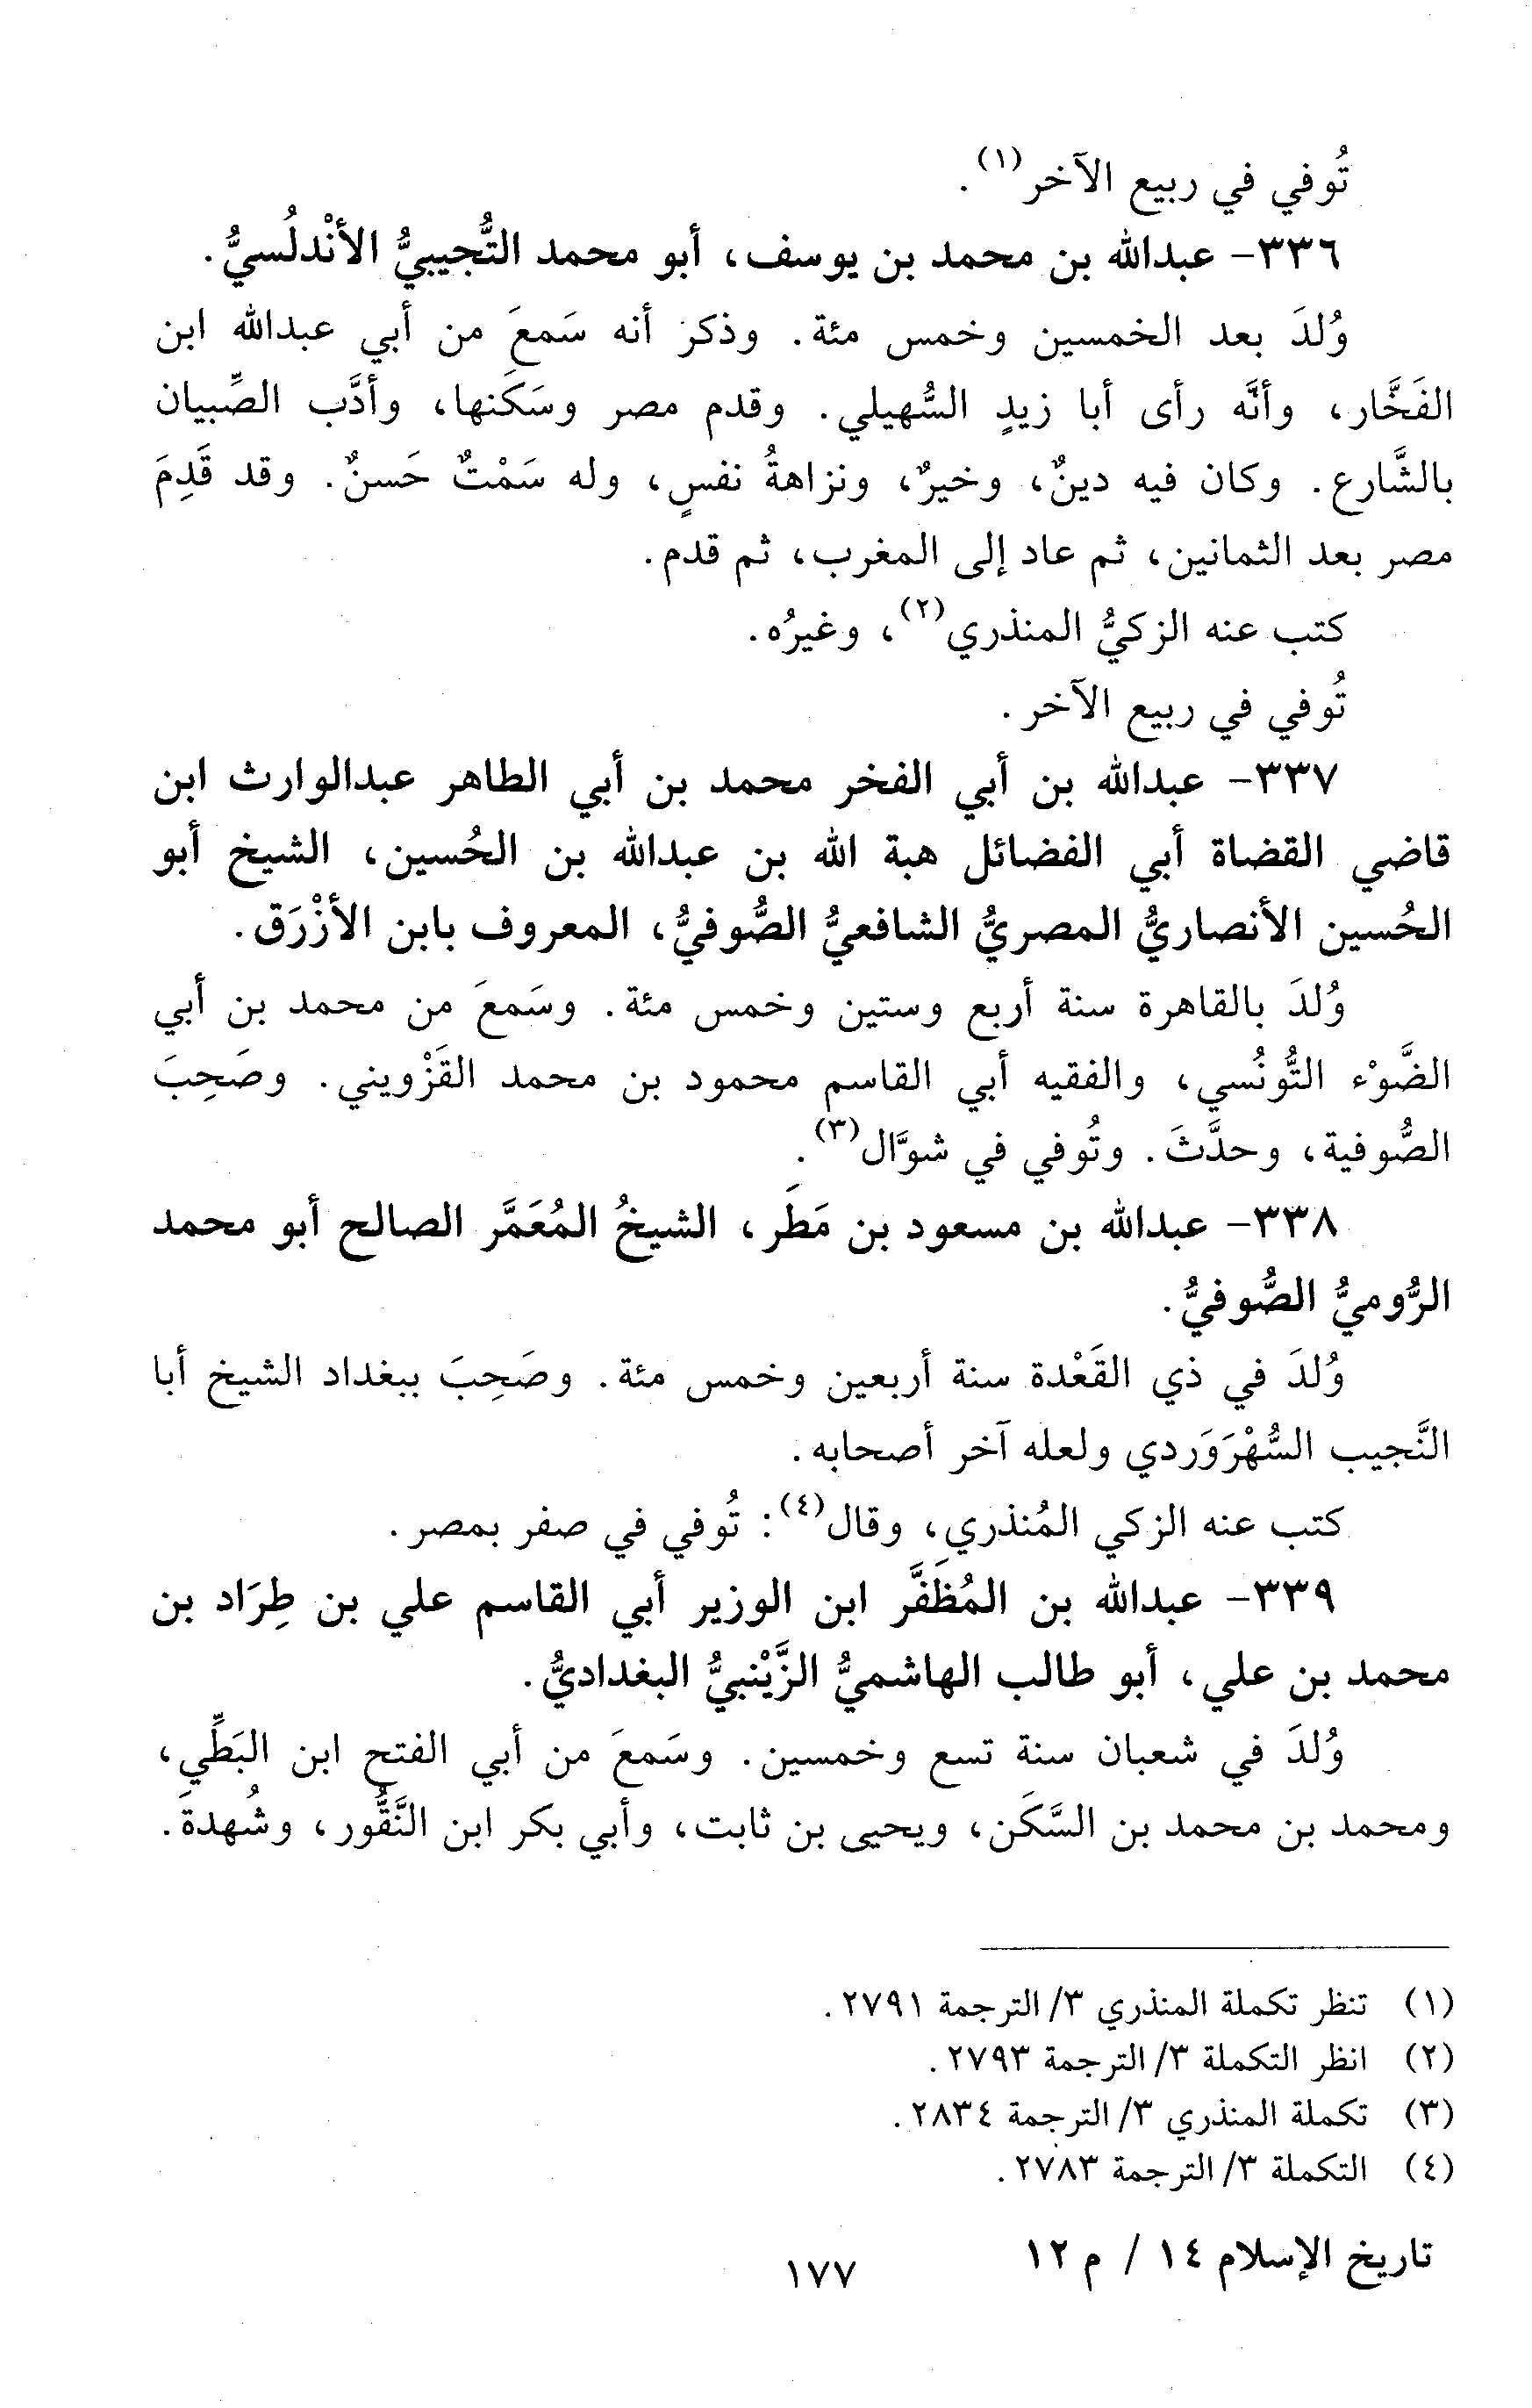 تُوفي في ربيع الآخر(١).
٣٣٦- عبدالله بن محمد بن يوسف، أبو محمد التُّجيبيُّ الأنْدلُسيُّ.
وُلدَ بعد الخمسين وخمس مئة. وذكر أنه سَمعَ من أبي عبدالله ابن
الفَخَّار، وأنَّه رأى أبا زيدٍ السُّهيلي. وقدم مصر وسَكَنها، وأدَّب الصِّبيان
بالشَّارع. وكان فيه دينٌ، وخيرٌ، ونزاهةُ نفسٍ، وله سَمْتٌ حَسنٌ. وقد قَدِمَ
مصر بعد الثمانين، ثم عاد إلى المغرب، ثم قدم.
كتب عنه الزكيُّ المنذري(٢)، وغيرُه.
تُوفي في ربيع الآخر.
٣٣٧- عبدالله بن أبي الفخر محمد بن أبي الطاهر عبدالوارث ابن
قاضي القضاة أبي الفضائل هبة الله بن عبدالله بن الحُسين، الشيخ أبو
الحُسين الأنصاريُّ المصريُّ الشافعيُّ الصُّوفيُّ، المعروف بابن الأزْرَق.
وُلدَ بالقاهرة سنة أربع وستين وخمس مئة. وسَمعَ من محمد بن أبي
الضَّوْء التُّونُسي، والفقيه أبي القاسم محمود بن محمد القَزْويني. وصَحِبَ
الصُّوفية، وحدَّثَ. وتُوفي في شوَّال(٣).
٣٣٨- عبدالله بن مسعود بن مَطَر، الشيخُ المُعَمَّر الصالح أبو محمد
الرُّوميُّ الصُّوفيُّ.
وُلدَ في ذي القَعْدة سنة أربعين وخمس مئة. وصَحِبَ ببغداد الشيخ أبا
النَّجيب السُّهْرَوَردي ولعله آخر أصحابه.
كتب عنه الزكي المُنذري، وقال(٤): تُوفي في صفر بمصر.
٣٣٩- عبدالله بن المُظَفَّر ابن الوزير أبي القاسم علي بن طِرَاد بن
محمد بن علي، أبو طالب الهاشميُّ الزَّيْنبيُّ البغداديُّ.
وُلدَ في شعبان سنة تسع وخمسين. وسَمعَ من أبي الفتح ابن البَطِّي،
ومحمد بن محمد بن السَّكَن، ويحيى بن ثابت، وأبي بكر ابن النَّقُّور، وشُهدةَ.
(١) تنظر تكملة المنذري ٣/ الترجمة ٢٧٩١.
(٢) انظر التكملة ٣/ الترجمة ٢٧٩٣.
(٣) تكملة المنذري ٣/ الترجمة ٢٨٣٤.
(٤) التكملة ٣/ الترجمة ٢٧٨٣.
تاريخ الإسلام ١٤ / م ١٢
١٧٧